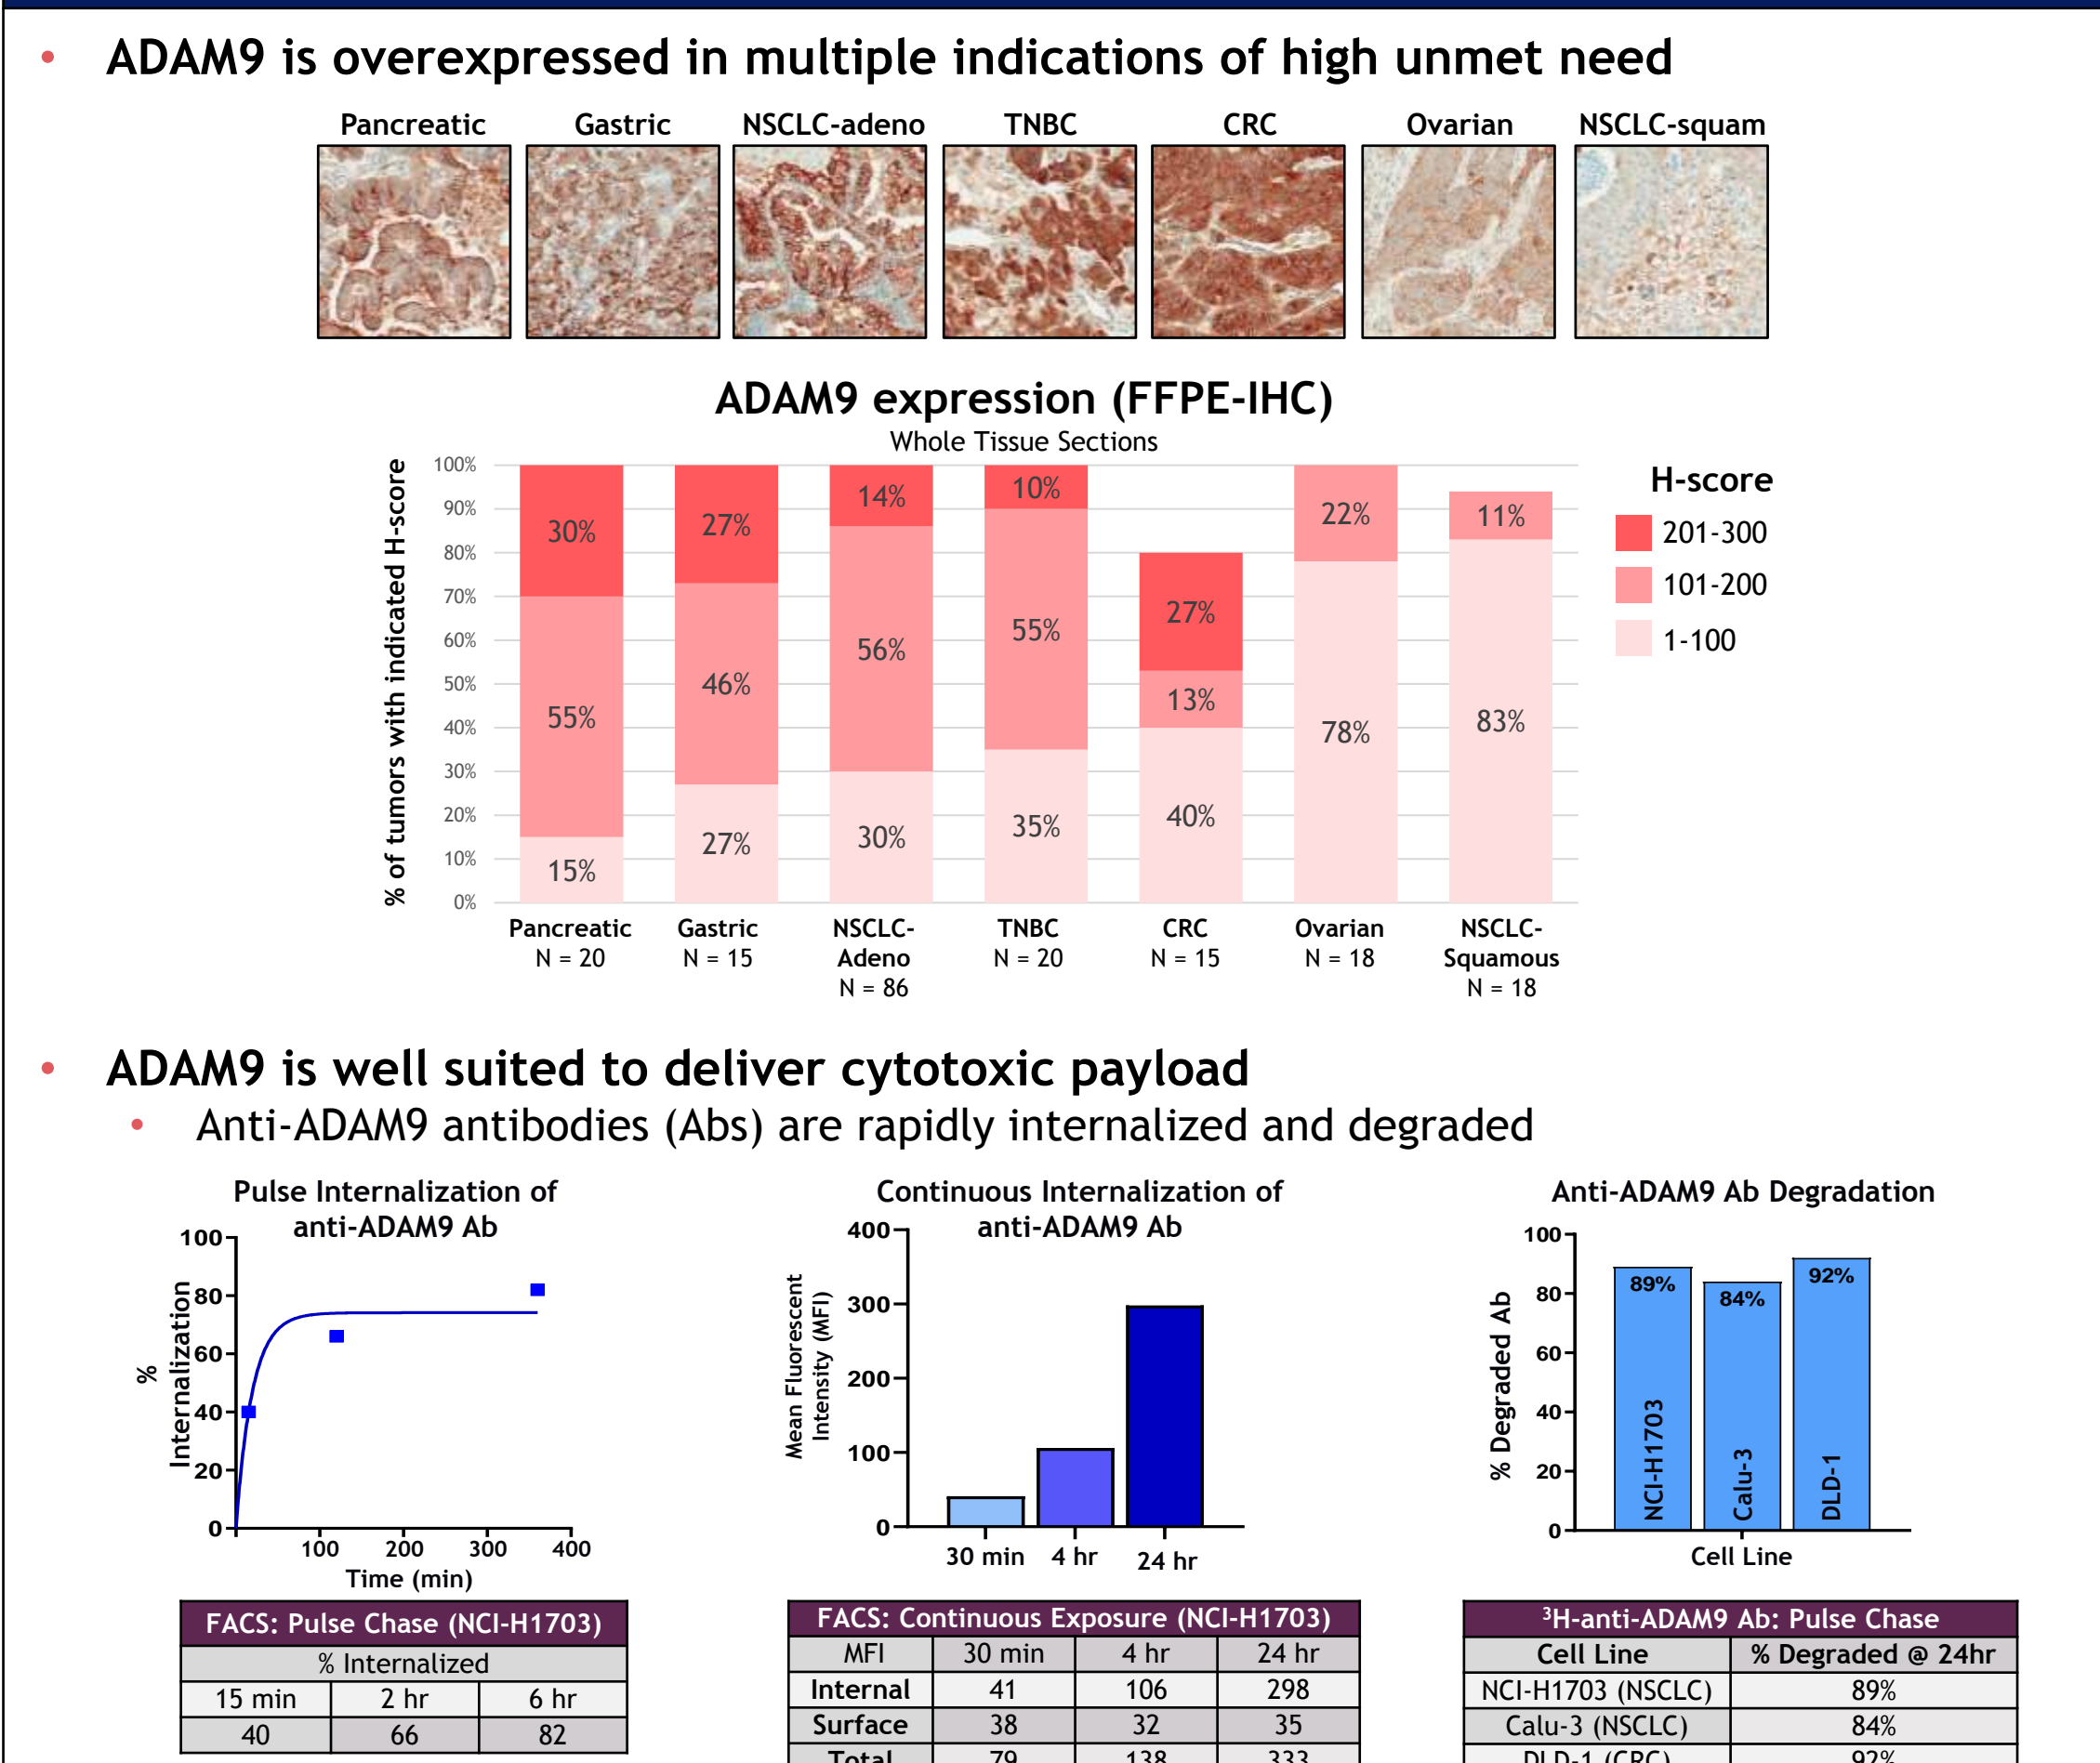 • ADAM9 is overexpressed in multiple indications of high unmet need
Pancreatic Gastric NSCLC-adeno TNBC CRC Ovarian NSCLC-squam
ADAM9 expression (FFPE-IHC)
Whole Tissue Sections
% of tumors with indicated H-score
100%
90%
80%
70%
60%
50%
40%
30%
20%
10%
0%
30% 27% 14% 10% 27% 22% 11%
55% 46% 56% 55% 13% 78% 83%
15% 27% 30% 35% 40%
H-score
201-300
101-200
1-100
Pancreatic
N = 20
Gastric
N = 15
NSCLC-
Adeno
N = 86
TNBC
N = 20
CRC
N = 15
Ovarian
N = 18
NSCLC-
Squamous
N = 18
• ADAM9 is well suited to deliver cytotoxic payload
• Anti-ADAM9 antibodies (Abs) are rapidly internalized and degraded
Pulse Internalization of
anti-ADAM9 Ab
%
Internalization
100
80
60
40
20
0
100 200 300 400
Time (min)
FACS: Pulse Chase (NCI-H1703)
% Internalized
15 min 2 hr 6 hr
40 66 82
Continuous Internalization of
anti-ADAM9 Ab
Mean Fluorescent
Intensity (MFI)
400
300
200
100
0
30 min 4 hr 24 hr
FACS: Continuous Exposure (NCI-H1703)
MFI 30 min 4 hr 24 hr
Internal 41 106 298
Surface 38 32 35
Total 79 138 333
Anti-ADAM9 Ab Degradation
% Degraded Ab
100
80
60
40
20
0
89% 84% 92%
NCI-H1703 Calu-3 DLD-1
Cell Line
³H-anti-ADAM9 Ab: Pulse Chase
Cell Line % Degraded @ 24hr
NCI-H1703 (NSCLC) 89%
Calu-3 (NSCLC) 84%
DLD-1 (CRC) 92%